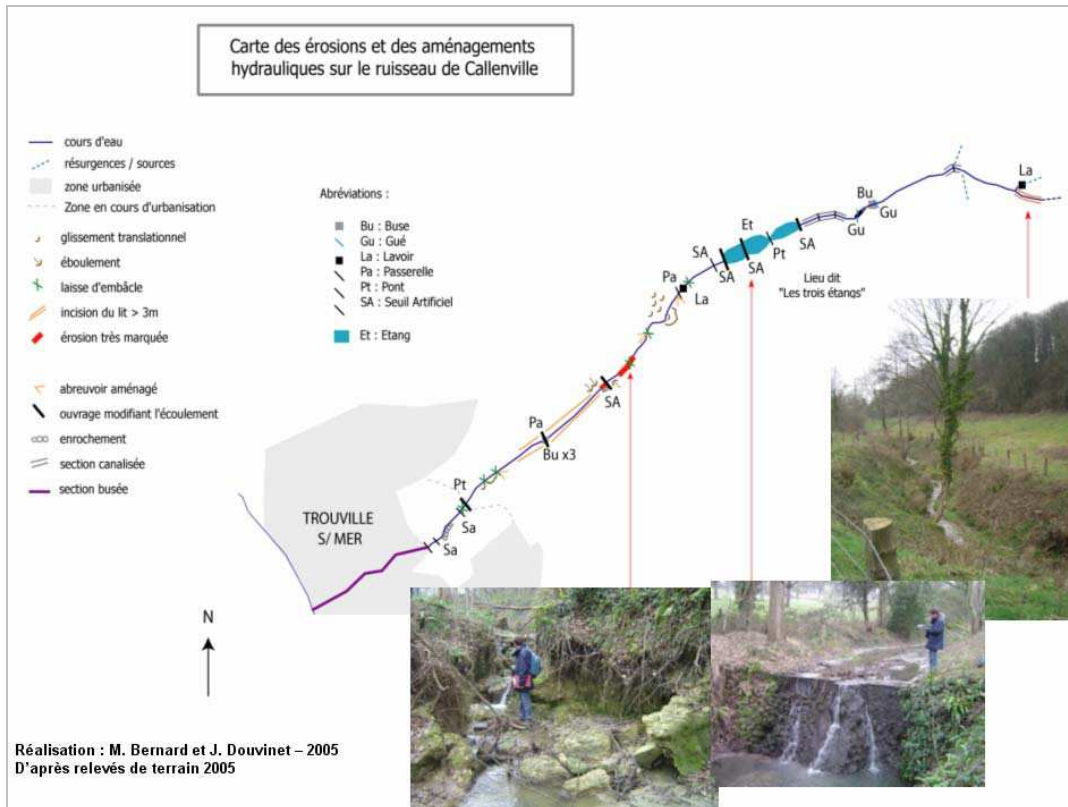 Carte des érosions et des aménagements
hydrauliques sur le ruisseau de Callenville
cours d'eau
résurgences / sources
zone urbanisée
Zone en cours d'urbanisation
glissement translationnel
éboulement
laisse d'embâcle
incision du lit > 3m
érosion très marquée
abreuvoir aménagé
ouvrage modifiant l'écoulement
enrochement
section canalisée
section busée
Abréviations :
Bu : Buse
Gu : Gué
La : Lavoir
Pa : Passerelle
Pt : Pont
SA : Seuil Artificiel
Et : Etang
La
Bu
Gu
Gu
Et
SA
Pt
SA
SA
SA
Lieu dit
"Les trois étangs"
Pa
La
SA
Pa
Bu x3
Pt
Sa
Sa
TROUVILLE
S/ MER
N
Réalisation : M. Bernard et J. Douvinet – 2005
D'après relevés de terrain 2005